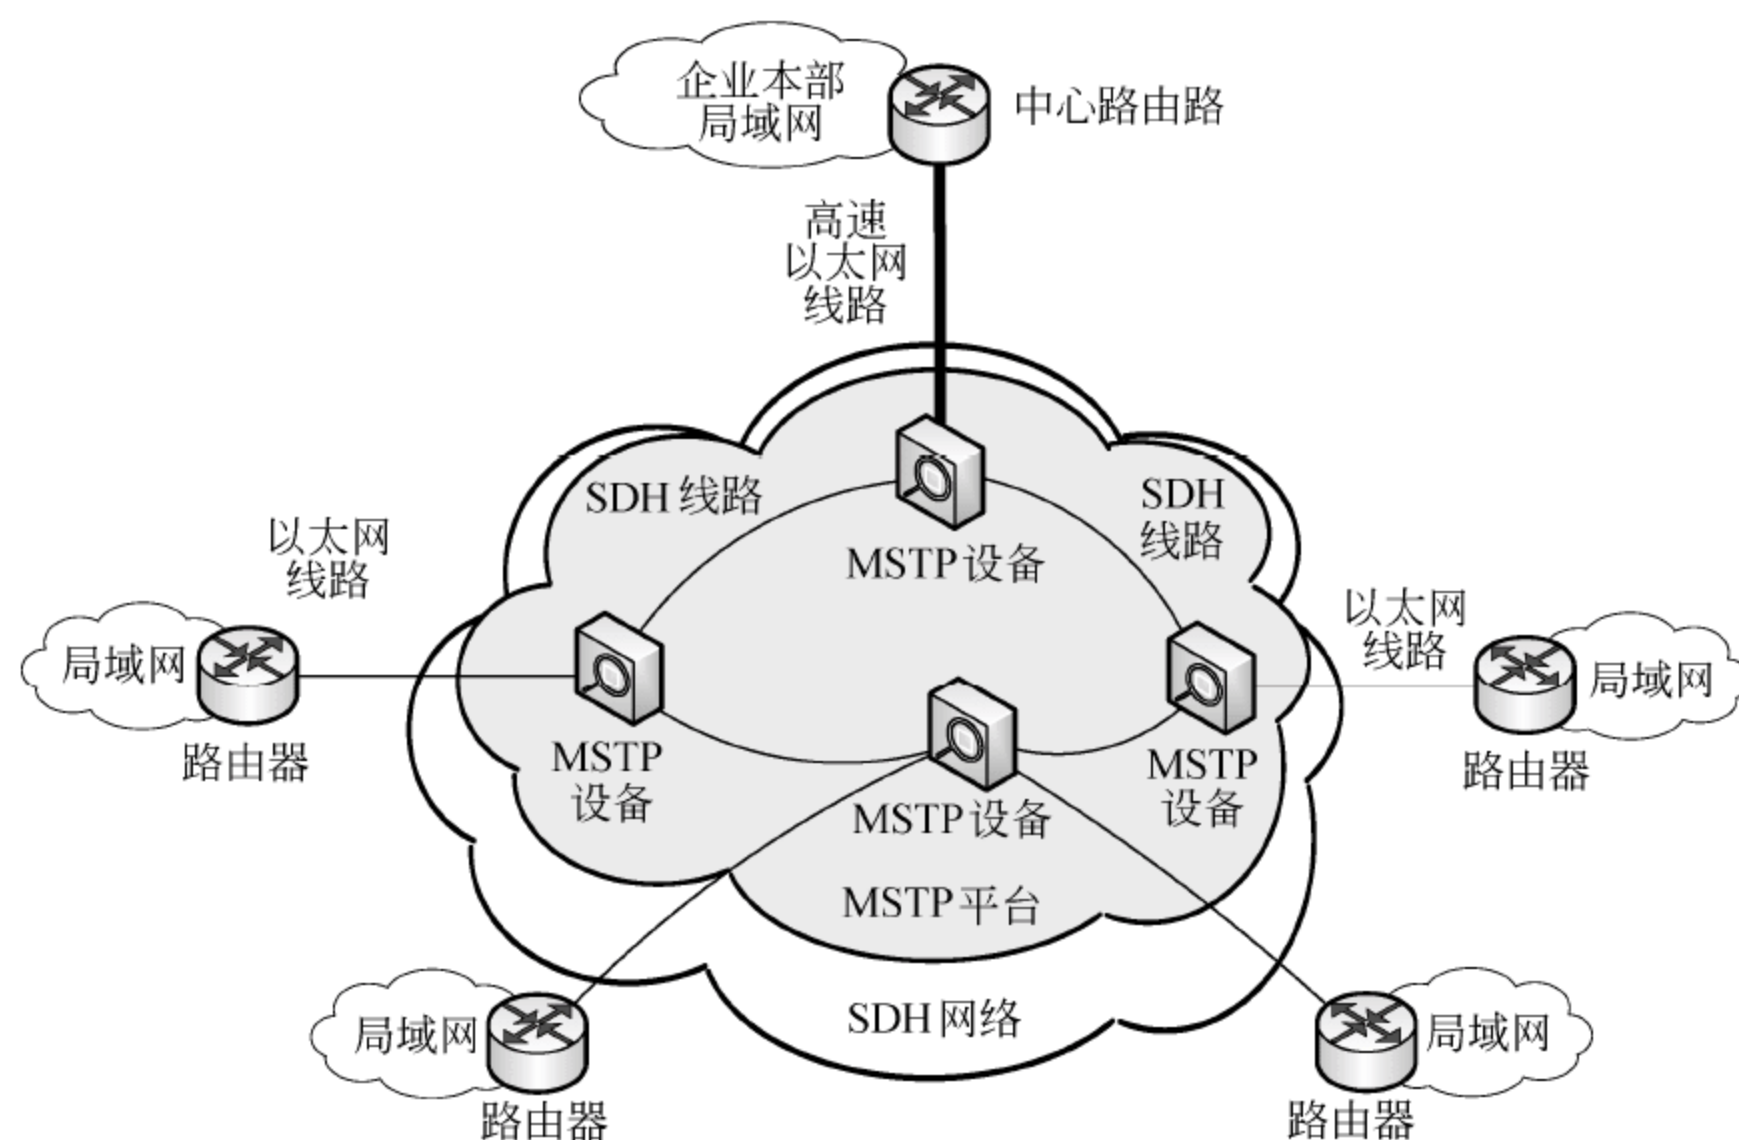 企业本部
局域网
中心路由路
高速
以太网
线路
SDH 线路
SDH
线路
MSTP 设备
以太网
线路
局域网
路由器
MSTP
设备
MSTP 设备
MSTP
设备
以太网
线路
局域网
路由器
MSTP 平台
SDH 网络
局域网
路由器
局域网
路由器